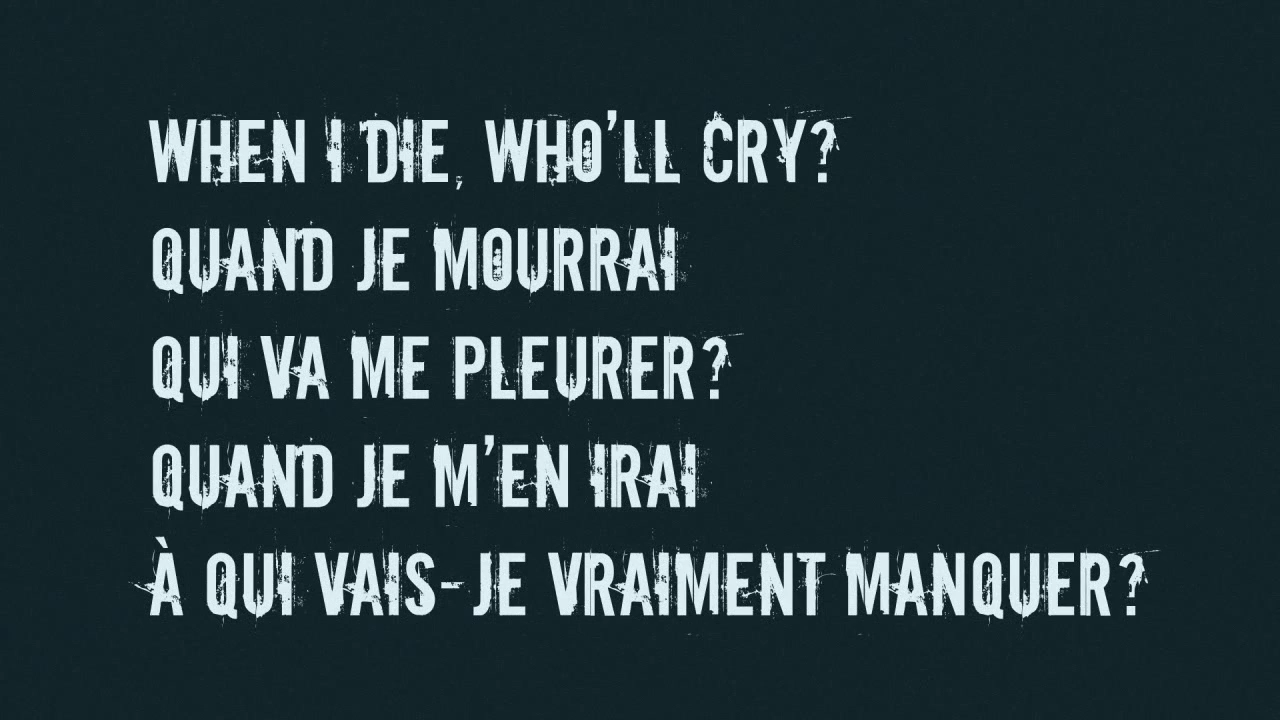 WHEN I DIE, WHO'LL CRY?
QUAND JE MOURRAI
QUI VA ME PLEURER?
QUAND JE M'EN IRAI
À QUI VAIS-JE VRAIMENT MANQUER?